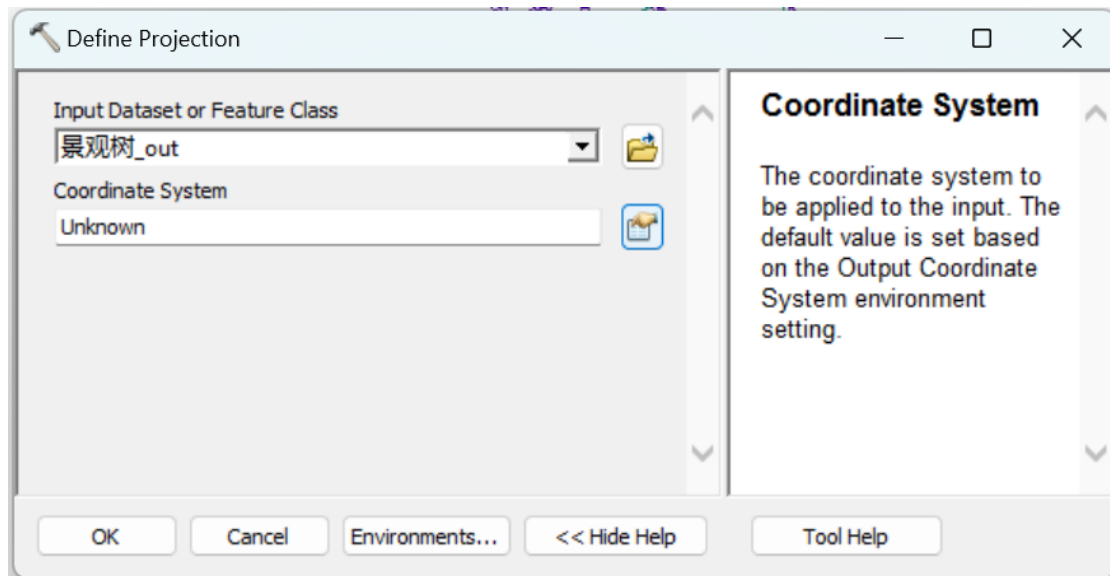 Define Projection
Input Dataset or Feature Class
景观树_out
Coordinate System
Unknown
Coordinate System
The coordinate system to
be applied to the input. The
default value is set based
on the Output Coordinate
System environment
setting.
OK
Cancel
Environments...
<< Hide Help
Tool Help